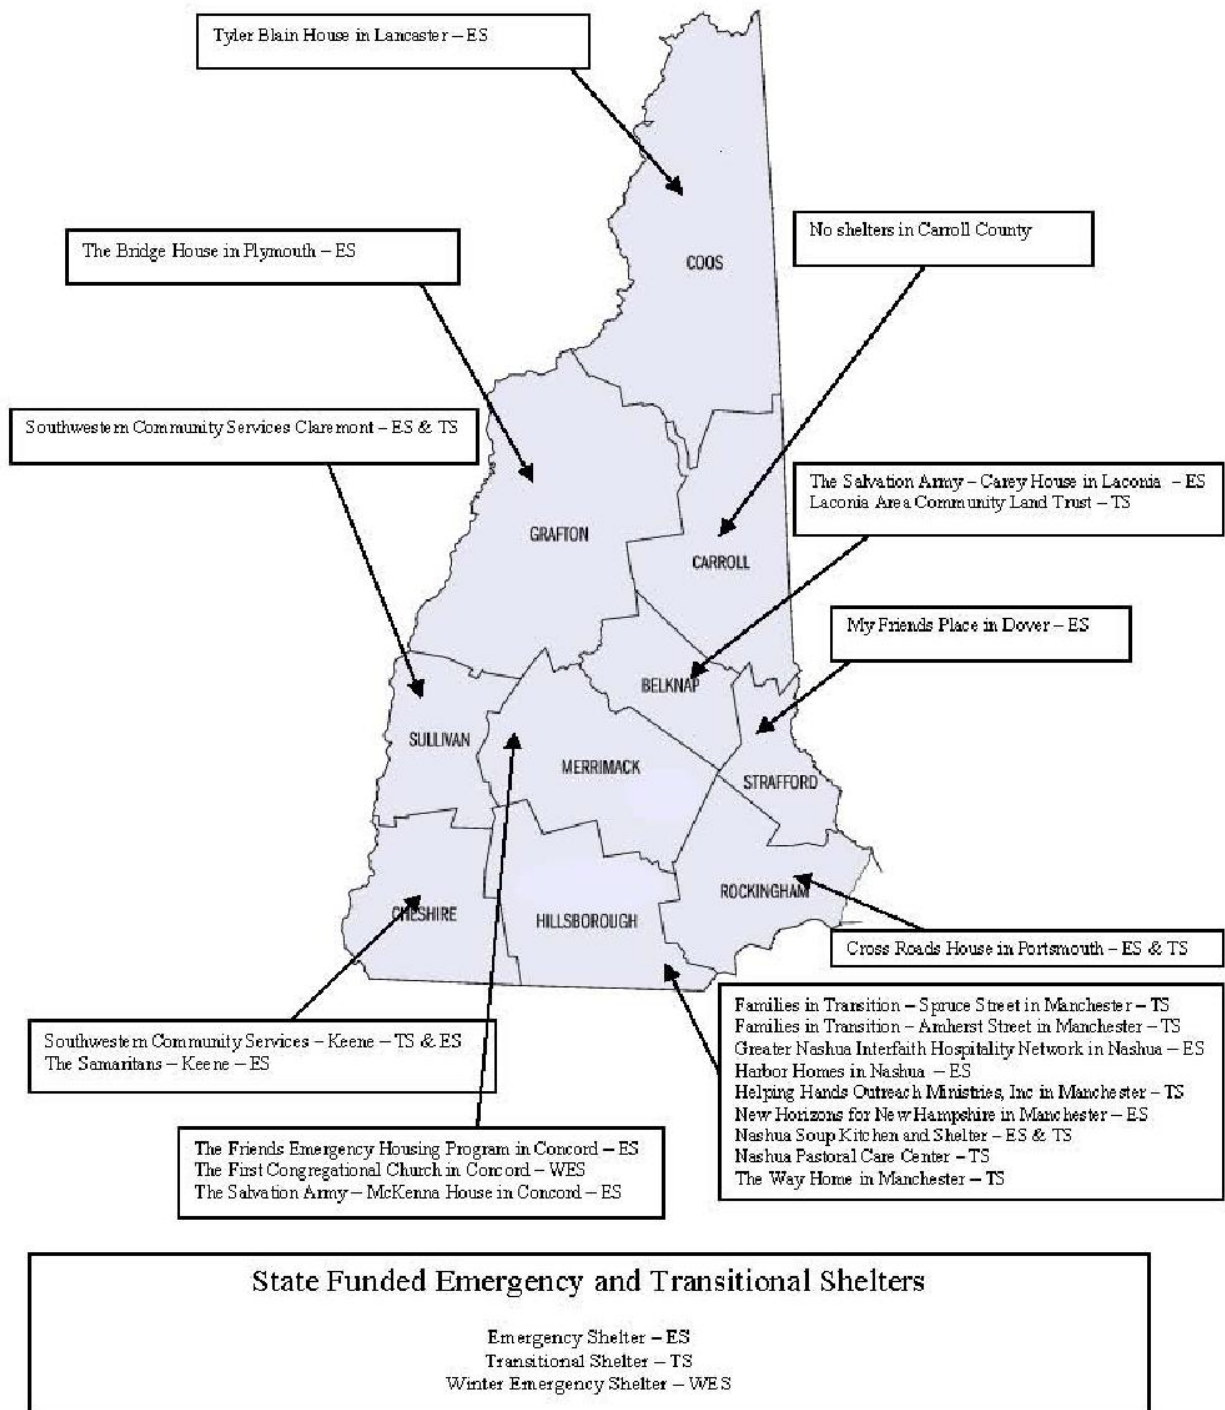 Tyler Blain House in Lancaster – ES
No shelters in Carroll County
The Bridge House in Plymouth – ES
COOS
Southwestern Community Services Claremont – ES & TS
The Salvation Army – Carey House in Laconia – ES
Laconia Area Community Land Trust – TS
GRAFTON
CARROLL
My Friends Place in Dover – ES
BELKNAP
SULLIVAN
MERRIMACK
STRAFFORD
ROCKINGHAM
CHESHIRE
HILLSBOROUGH
Cross Roads House in Portsmouth – ES & TS
Families in Transition – Spruce Street in Manchester – TS
Families in Transition – Amherst Street in Manchester – TS
Greater Nashua Interfaith Hospitality Network in Nashua – ES
Harbor Homes in Nashua – ES
Helping Hands Outreach Ministries, Inc in Manchester – TS
New Horizons for New Hampshire in Manchester – ES
Nashua Soup Kitchen and Shelter – ES & TS
Nashua Pastoral Care Center – TS
The Way Home in Manchester – TS
Southwestern Community Services – Keene – TS & ES
The Samaritans – Keene – ES
The Friends Emergency Housing Program in Concord – ES
The First Congregational Church in Concord – WES
The Salvation Army – McKenna House in Concord – ES
State Funded Emergency and Transitional Shelters
Emergency Shelter – ES
Transitional Shelter – TS
Winter Emergency Shelter – WES